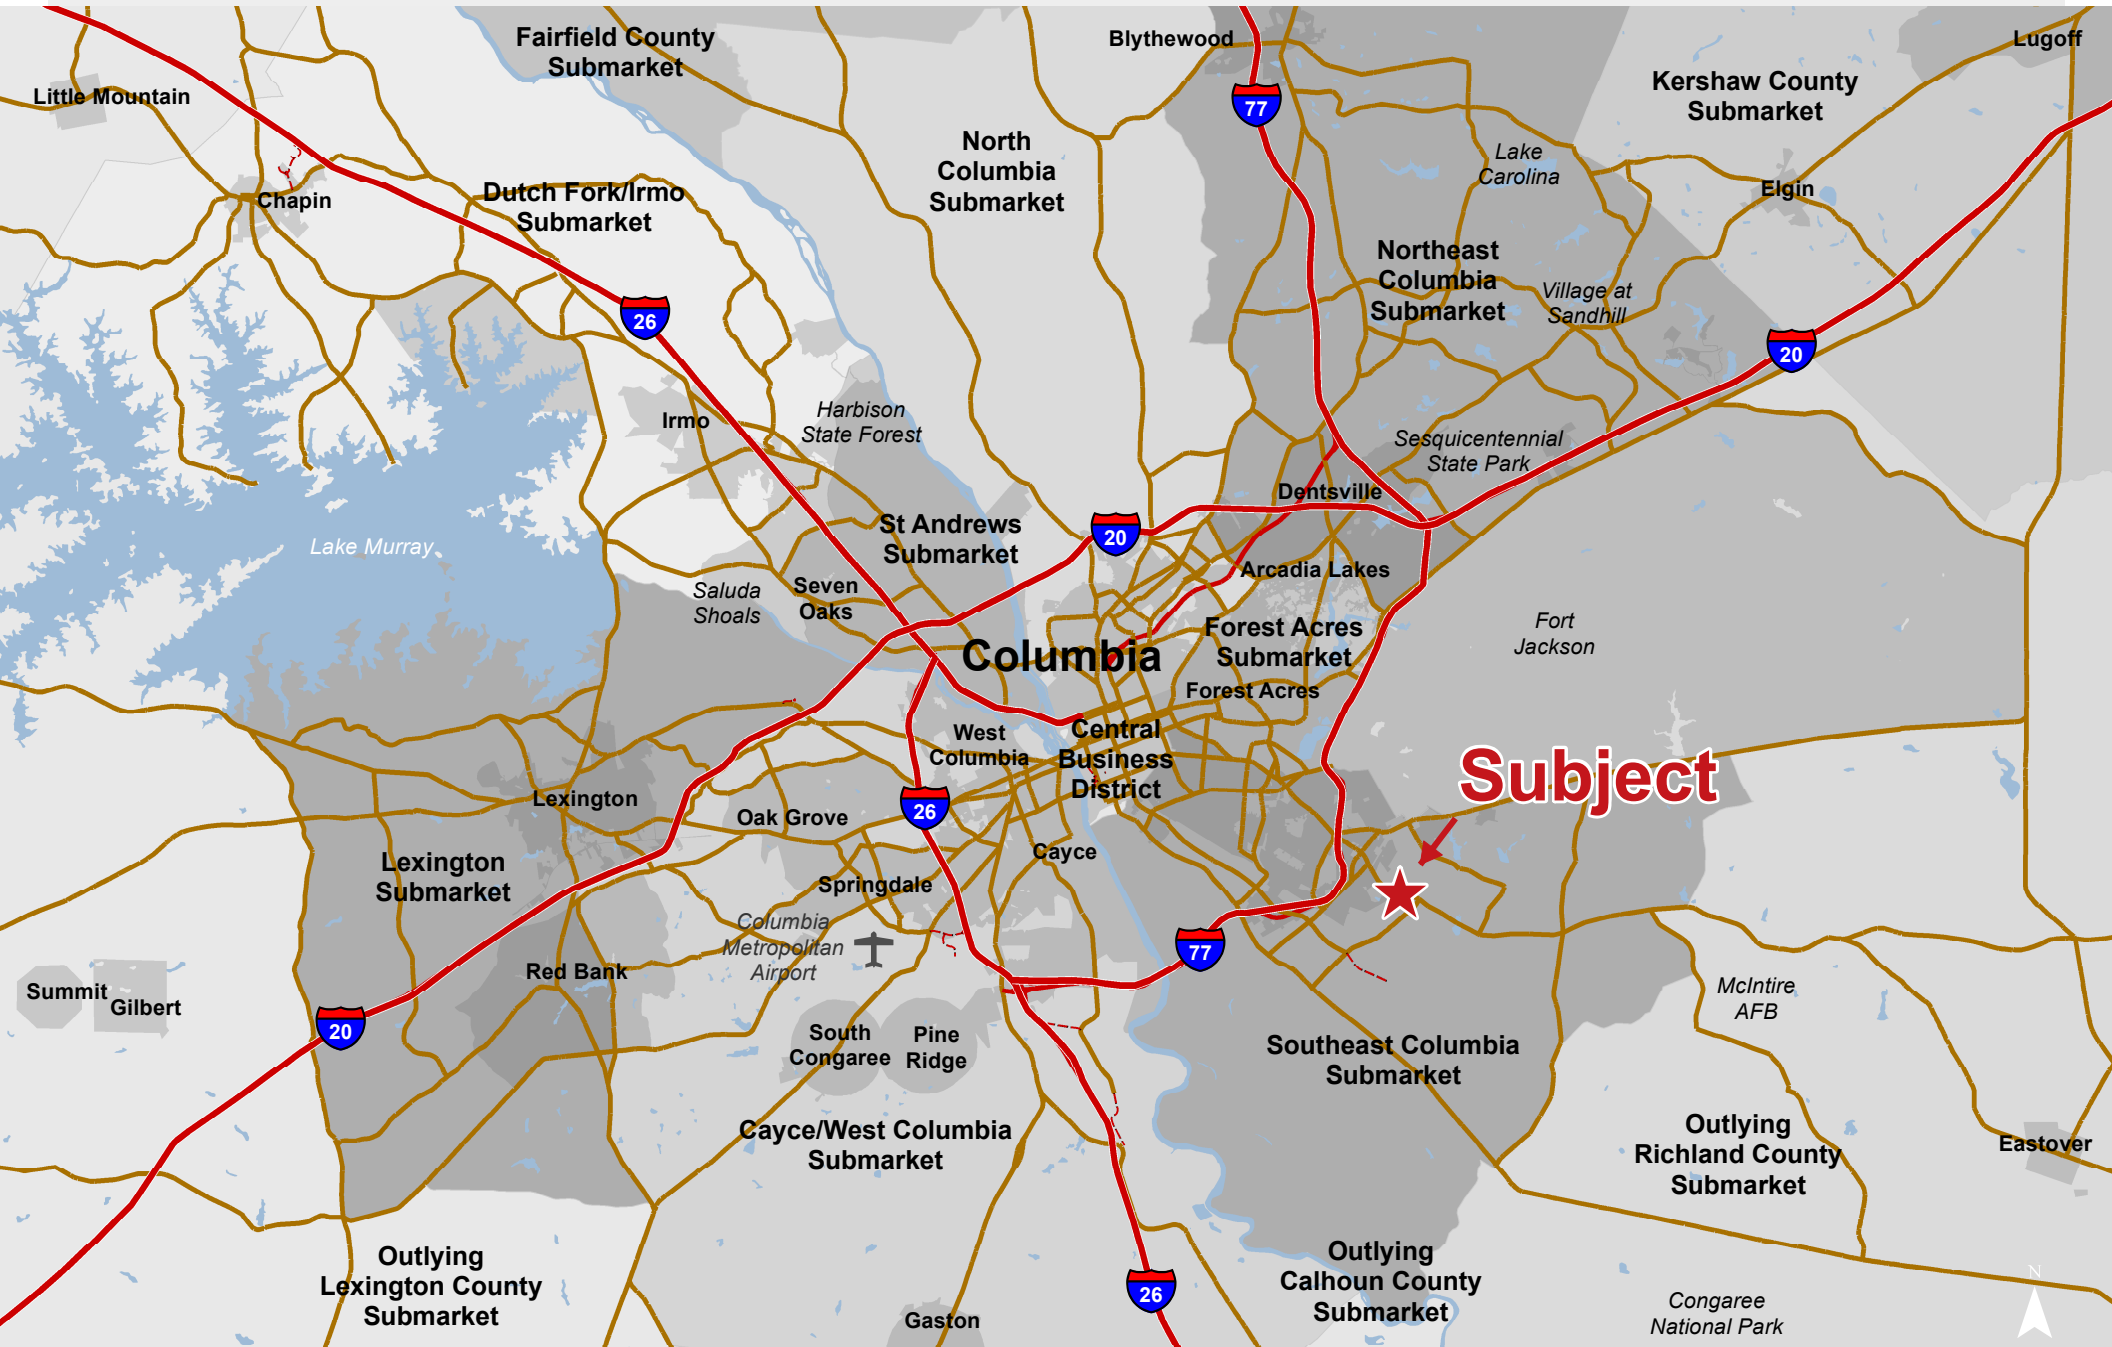 Fairfield County
Submarket
Blythewood
Lugoff
Kershaw County
Submarket
Little Mountain
77
North
Columbia
Submarket
Lake
Carolina
Elgin
Chapin
Dutch Fork/Irmo
Submarket
Northeast
Columbia
Submarket
Village at
Sandhill
26
20
Irmo
Harbison
State Forest
Sesquicentennial
State Park
Dentsville
St Andrews
Submarket
20
Lake Murray
Arcadia Lakes
Saluda
Shoals
Seven
Oaks
Forest Acres
Submarket
Fort
Jackson
Columbia
Forest Acres
West
Columbia
Central
Business
District
Subject
Lexington
26
Oak Grove
Cayce
Lexington
Submarket
Springdale
Columbia
Metropolitan
Airport
77
Red Bank
Summit
Gilbert
McIntire
AFB
20
South
Congaree
Pine
Ridge
Southeast Columbia
Submarket
Cayce/West Columbia
Submarket
Outlying
Richland County
Submarket
Eastover
Outlying
Lexington County
Submarket
Outlying
Calhoun County
Submarket
26
Gaston
Congaree
National Park
N